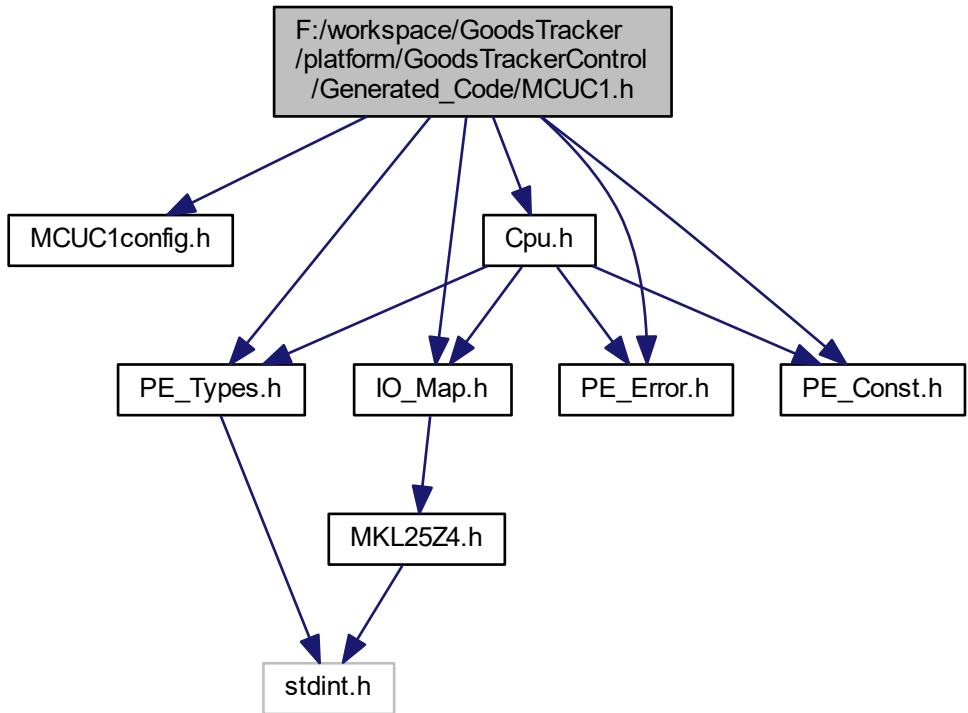 F:/workspace/GoodsTracker
/platform/GoodsTrackerControl
/Generated_Code/MCUC1.h
MCUC1config.h
Cpu.h
PE_Types.h
IO_Map.h
PE_Error.h
PE_Const.h
MKL25Z4.h
stdint.h